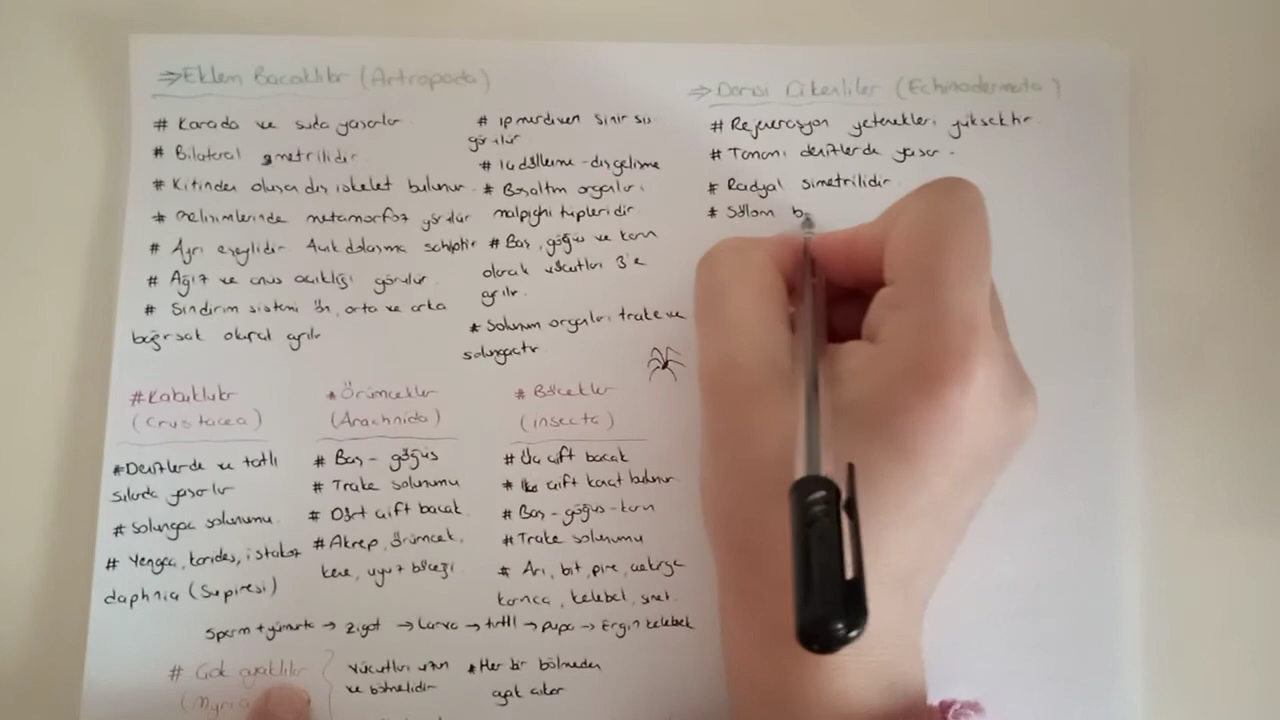 ⇒ Eklem Bacaklılar (Artropoda)
# Karada ve suda yaşarlar
# Bilateral simetrilidir
# Kitinden oluşan dış iskelet bulunur
# Gelişimlerinde metamorfoz görülür
# Ayrı eşeylidir Açık dolaşıma sahiptir
# Ağız ve anüs açıklığı görülür
# Sindirim sistemi ön, orta ve arka
bağırsak olarak ayrılır
# ip merdiven sinir sis
görülür
# iç dölleme - dış gelişme
# Boşaltım organları
malpighi tüpleridir
# Baş, göğüs ve karın
olarak vücutları 3'e
ayrılır.
# Solunum organları trake ve
solungaçtır
⇒ Derisi Dikenliler (Echinodermata)
# Rejenerasyon yetenekleri yüksektir
# Tamamı denizlerde yaşar.
# Radyal simetrilidir
# Sölom b
# Kabuklular
(Crustacea)
# Denizlerde ve tatlı
sularda yaşarlar
# Solungaç solunumu
# Yengeç, karides, istakoz
daphnia (Su piresi)
# Örümcekler
(Arachnida)
# Baş - göğüs
# Trake solunumu
# Dört çift bacak
# Akrep, örümcek,
kene, uyuz böceği
# Böcekler
(insecta)
# Üç çift bacak
# İki çift kanat bulunur
# Baş - göğüs - karın
# Trake solunumu
# Arı, bit, pire, çekirge
karınca, kelebek, sinek
Sperm + yumurta → zigot → Larva → tırtıl → pupa → Ergin kelebek
# Çok ayaklılar
(Myria
Vücutları uzun
ve bölmelidir
# Her bir bölmeden
ayak çıkar